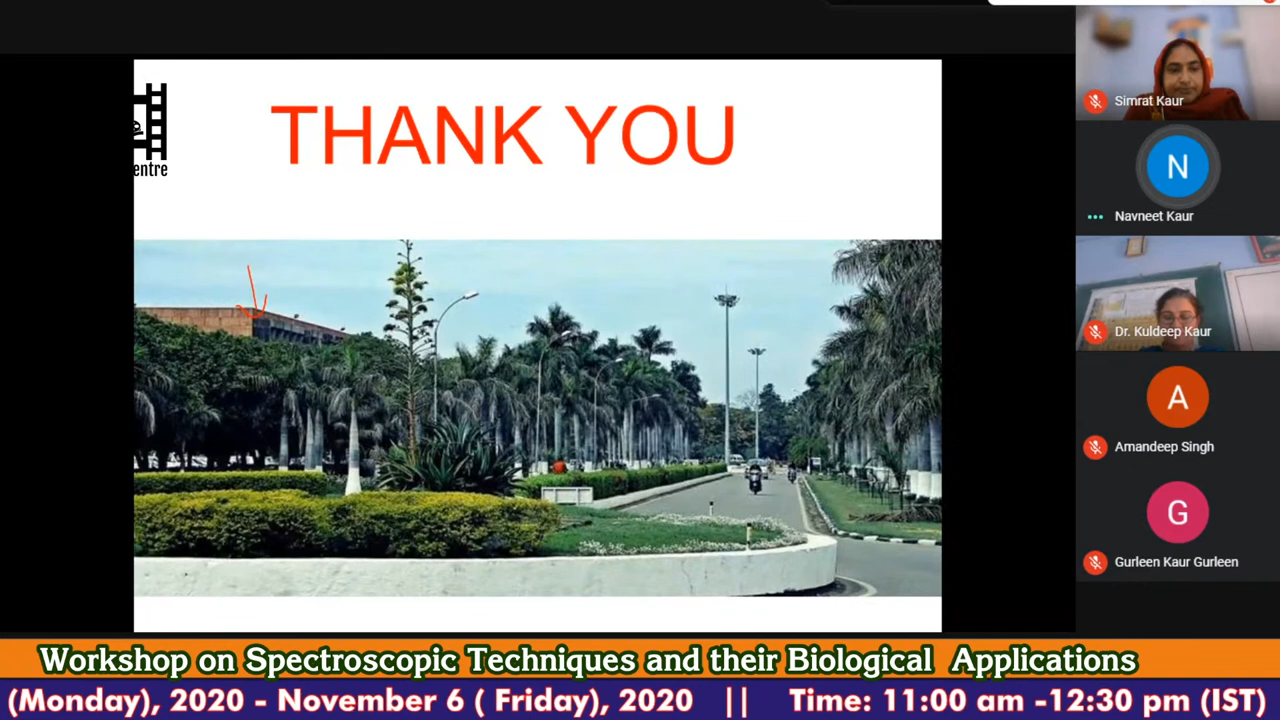 THANK YOU
entre
Simrat Kaur
N
Navneet Kaur
Dr. Kuldeep Kaur
A
Amandeep Singh
G
Gurleen Kaur Gurleen
Workshop on Spectroscopic Techniques and their Biological Applications
(Monday), 2020 - November 6 ( Friday), 2020 || Time: 11:00 am -12:30 pm (IST)